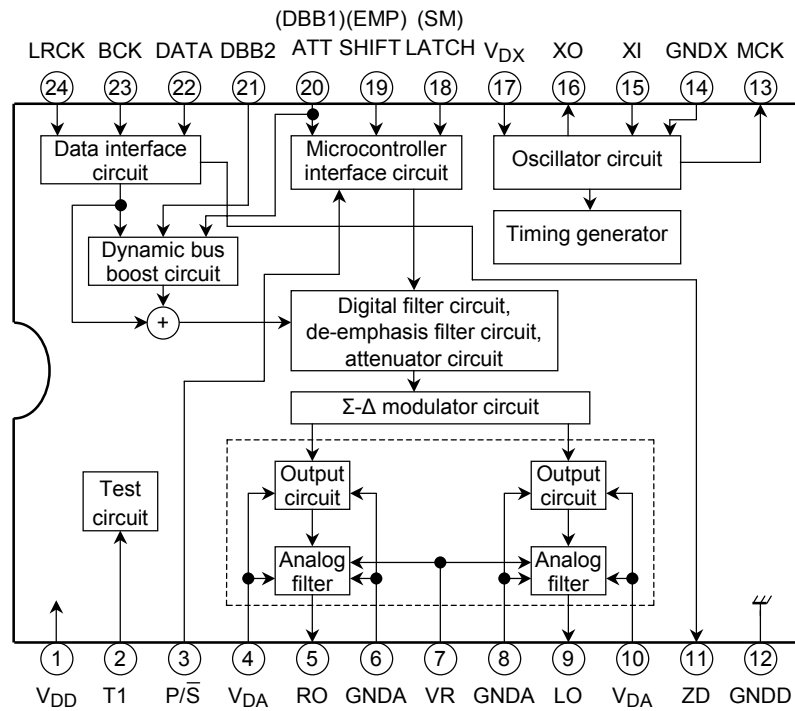 (DBB1)(EMP) (SM)
LRCK BCK DATA DBB2 ATT SHIFT LATCH VDX XO XI GNDX MCK
24 23 22 21 20 19 18 17 16 15 14 13
Data interface
circuit
Microcontroller
interface circuit
Oscillator circuit
Timing generator
Dynamic bus
boost circuit
+
Digital filter circuit,
de-emphasis filter circuit,
attenuator circuit
Σ-Δ modulator circuit
Output
circuit
Output
circuit
Test
circuit
Analog
filter
Analog
filter
1 2 3 4 5 6 7 8 9 10 11 12
VDD T1 P/S̅ VDA RO GNDA VR GNDA LO VDA ZD GNDD